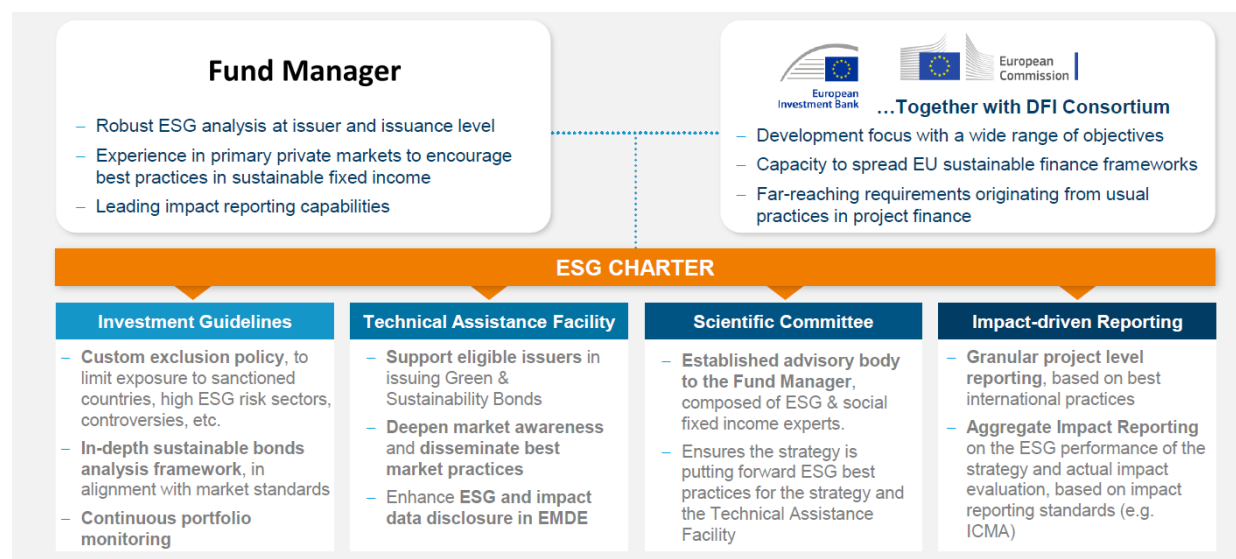 Fund Manager
– Robust ESG analysis at issuer and issuance level
– Experience in primary private markets to encourage
best practices in sustainable fixed income
– Leading impact reporting capabilities
European
Investment Bank
European
Commission
…Together with DFI Consortium
– Development focus with a wide range of objectives
– Capacity to spread EU sustainable finance frameworks
– Far-reaching requirements originating from usual
practices in project finance
ESG CHARTER
Investment Guidelines
– Custom exclusion policy, to
limit exposure to sanctioned
countries, high ESG risk sectors,
controversies, etc.
– In-depth sustainable bonds
analysis framework, in
alignment with market standards
– Continuous portfolio
monitoring
Technical Assistance Facility
– Support eligible issuers in
issuing Green &
Sustainability Bonds
– Deepen market awareness
and disseminate best
market practices
– Enhance ESG and impact
data disclosure in EMDE
Scientific Committee
– Established advisory body
to the Fund Manager,
composed of ESG & social
fixed income experts.
– Ensures the strategy is
putting forward ESG best
practices for the strategy and
the Technical Assistance
Facility
Impact-driven Reporting
– Granular project level
reporting, based on best
international practices
– Aggregate Impact Reporting
on the ESG performance of the
strategy and actual impact
evaluation, based on impact
reporting standards (e.g.
ICMA)